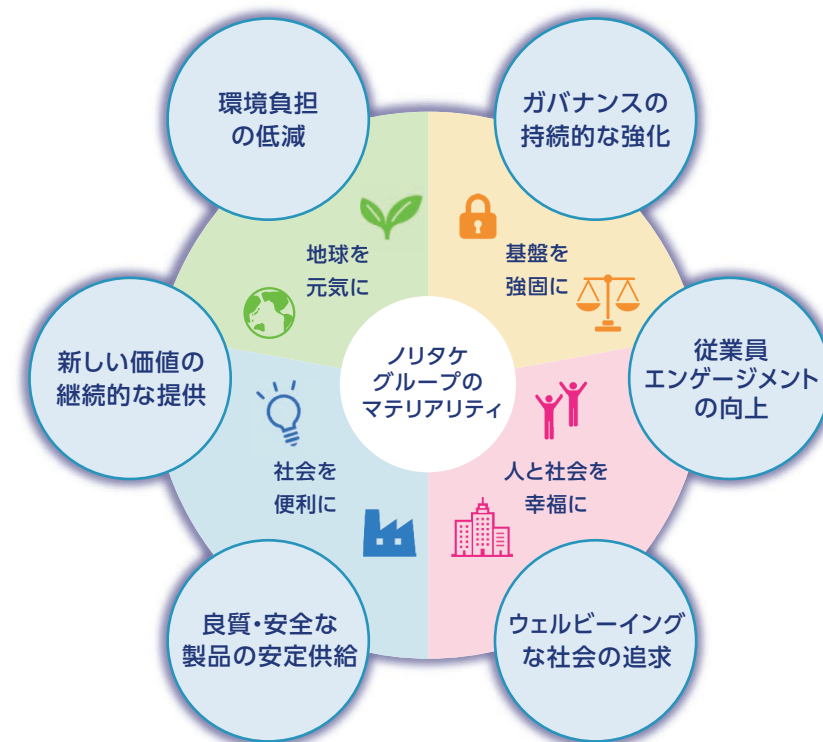 環境負担
の低減
ガバナンスの
持続的な強化
地球を
元気に
基盤を
強固に
新しい価値の
継続的な提供
ノリタケ
グループの
マテリアリティ
従業員
エンゲージメント
の向上
社会を
便利に
人と社会を
幸福に
良質・安全な
製品の安定供給
ウェルビーイング
な社会の追求